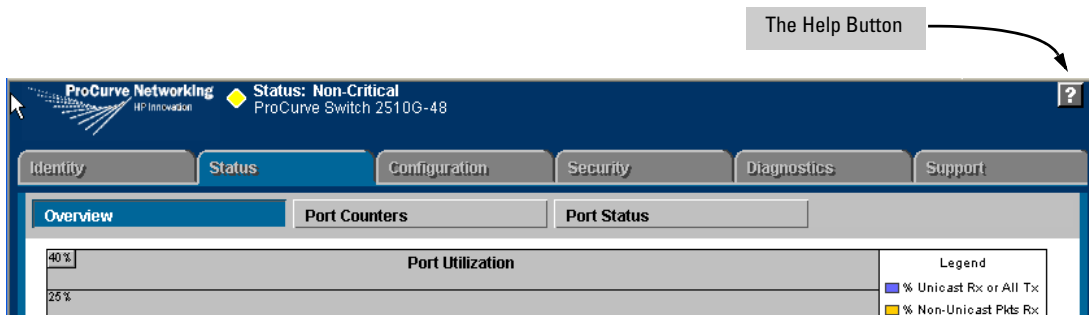 The Help Button
ProCurve Networking
HP Innovation
Status: Non-Critical
ProCurve Switch 2510G-48
?
Identity
Status
Configuration
Security
Diagnostics
Support
Overview
Port Counters
Port Status
40%
Port Utilization
Legend
25%
% Unicast Rx or All Tx
% Non-Unicast Pkts Rx